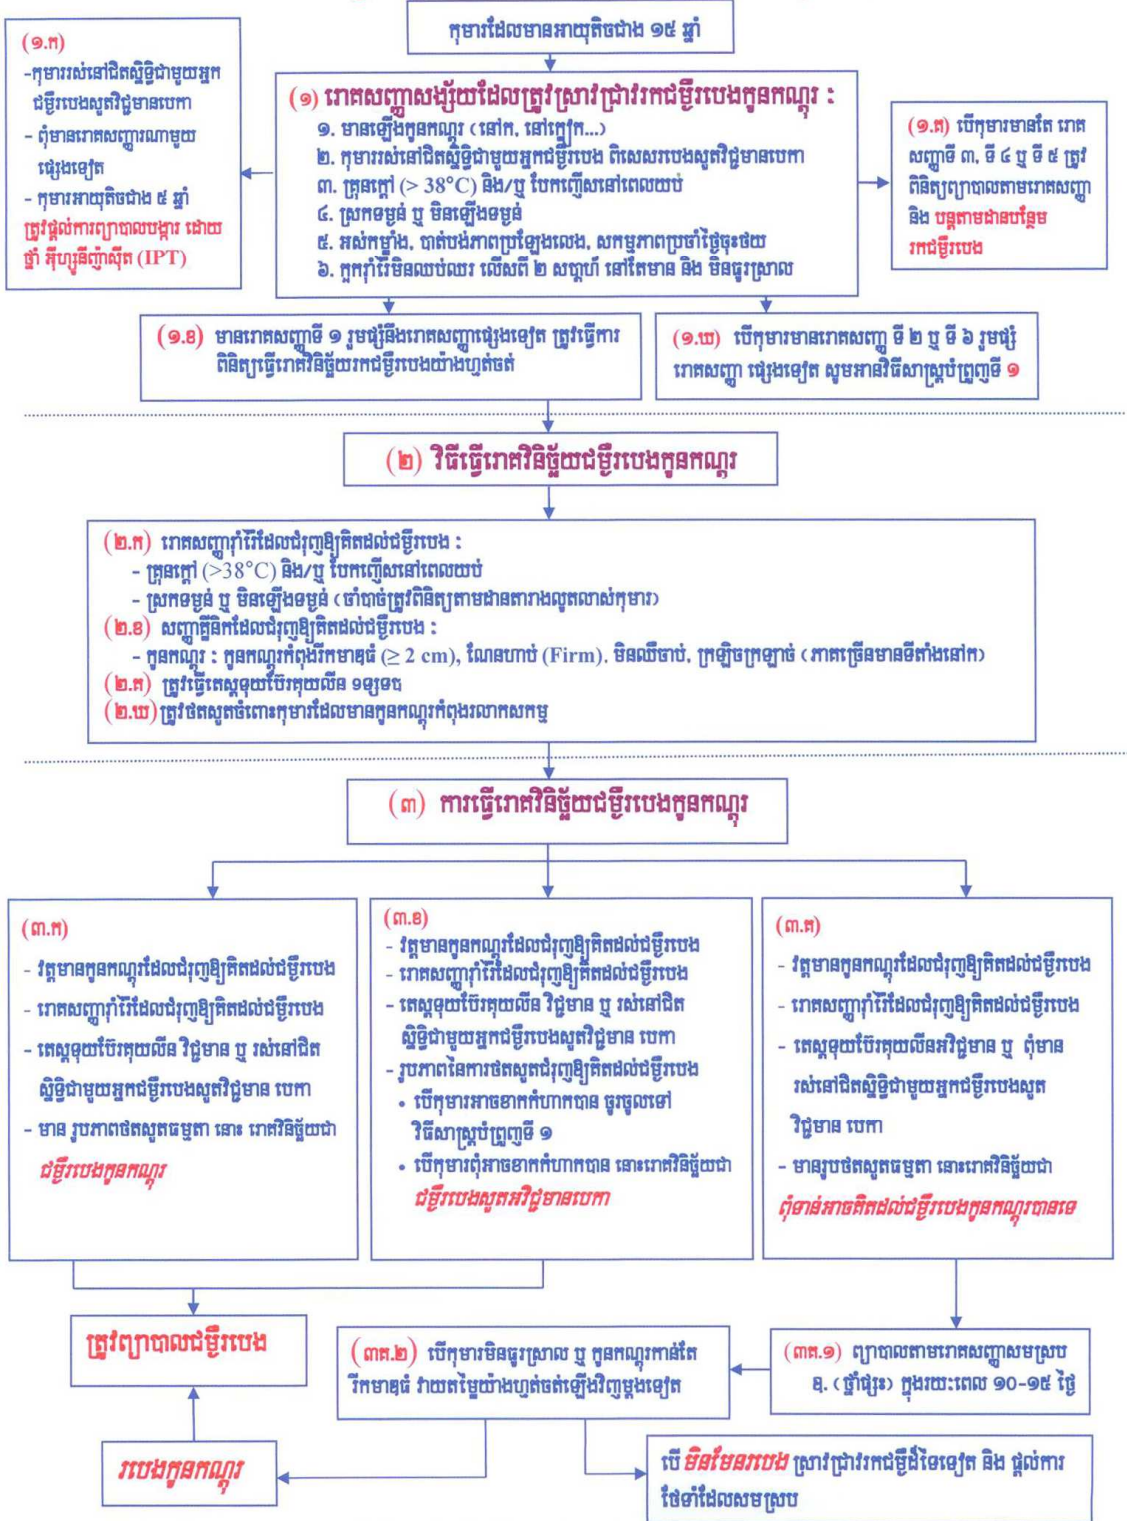 កុមារដែលមានអាយុតិចជាង ១៥ ឆ្នាំ
(១.ក)
-កុមាររស់នៅជិតស្និទ្ធិជាមួយអ្នក
ជម្ងឺរបេងសួតវិជ្ជមានបេកា
- ពុំមានរោគសញ្ញារណាមួយ
ផ្សេងទៀត
- កុមារអាយុតិចជាង ៥ ឆ្នាំ
ត្រូវផ្តល់ការព្យាបាលបង្ការ ដោយ
ថ្នាំ អ៊ីហ្សូនីញ៉ាស៊ីត (IPT)
(១) រោគសញ្ញាសង្ស័យដែលត្រូវស្រាវជ្រាវរកជម្ងឺរបេងកូនកណ្តុរ :
១. មានឡើងកូនកណ្តុរ (នៅក, នៅក្លៀក...)
២. កុមាររស់នៅជិតស្និទ្ធិជាមួយអ្នកជម្ងឺរបេង ពិសេសរបេងសួតវិជ្ជមានបេកា
៣. គ្រុនក្តៅ (> 38°C) និង/ឬ បែកញើសនៅពេលយប់
៤. ស្រកទម្ងន់ ឬ មិនឡើងទម្ងន់
៥. អស់កម្លាំង, បាត់បង់ភាពប្រឡែងលេង, សកម្មភាពប្រចាំថ្ងៃចុះថយ
៦. ក្អករ៉ាំរ៉ៃមិនឈប់ឈរ លើសពី ២ សប្តាហ៍ នៅតែមាន និង មិនធូរស្រាល
(១.គ) បើកុមារមានតែ រោគ
សញ្ញាទី ៣, ទី ៤ ឬ ទី ៥ ត្រូវ
ពិនិត្យព្យាបាលតាមរោគសញ្ញា
និង បន្តតាមដានបន្ថែម
រកជម្ងឺរបេង
(១.ខ) មានរោគសញ្ញាទី ១ រួមផ្សំនឹងរោគសញ្ញាផ្សេងទៀត ត្រូវធ្វើការ
ពិនិត្យធ្វើរោគវិនិច្ឆ័យរកជម្ងឺរបេងយ៉ាងហ្មត់ចត់
(១.ឃ) បើកុមារមានរោគសញ្ញា ទី ២ ឬ ទី ៦ រួមផ្សំ
រោគសញ្ញា ផ្សេងទៀត សូមអានវិធីសាស្ត្របំព្រួញទី ១
(២) វិធីធ្វើរោគវិនិច្ឆ័យជម្ងឺរបេងកូនកណ្តុរ
(២.ក) រោគសញ្ញារ៉ាំរ៉ៃដែលជំរុញឱ្យគិតដល់ជម្ងឺរបេង :
- គ្រុនក្តៅ (>38°C) និង/ឬ បែកញើសនៅពេលយប់
- ស្រកទម្ងន់ ឬ មិនឡើងទម្ងន់ (ចាំបាច់ត្រូវពិនិត្យតាមដានតារាងលូតលាស់កុមារ)
(២.ខ) សញ្ញាគ្លីនិកដែលជំរុញឱ្យគិតដល់ជម្ងឺរបេង :
- កូនកណ្តុរ : កូនកណ្តុរកំពុងរីកមាឌធំ (≥ 2 cm), ណែនហាប់ (Firm). មិនឈឺចាប់, ក្រឡិចក្រឡាច់ (ភាគច្រើនមានទីតាំងនៅក)
(២.គ) ត្រូវធ្វើតេស្តទុយប៊ែរគុយលីន
(២.ឃ) ត្រូវថតសួតចំពោះកុមារដែលមានកូនកណ្តុរកំពុងរលាកសកម្ម
(៣) ការធ្វើរោគវិនិច្ឆ័យជម្ងឺរបេងកូនកណ្តុរ
(៣.ក)
- វត្តមានកូនកណ្តុរដែលជំរុញឱ្យគិតដល់ជម្ងឺរបេង
- រោគសញ្ញារ៉ាំរ៉ៃដែលជំរុញឱ្យគិតដល់ជម្ងឺរបេង
- តេស្តទុយប៊ែរគុយលីន វិជ្ជមាន ឬ រស់នៅជិត
ស្និទ្ធិជាមួយអ្នកជម្ងឺរបេងសួតវិជ្ជមាន បេកា
- មាន រូបភាពថតសួតធម្មតា នោះ រោគវិនិច្ឆ័យជា
ជម្ងឺរបេងកូនកណ្តុរ
(៣.ខ)
- វត្តមានកូនកណ្តុរដែលជំរុញឱ្យគិតដល់ជម្ងឺរបេង
- រោគសញ្ញារ៉ាំរ៉ៃដែលជំរុញឱ្យគិតដល់ជម្ងឺរបេង
- តេស្តទុយប៊ែរគុយលីន វិជ្ជមាន ឬ រស់នៅជិត
ស្និទ្ធិជាមួយអ្នកជម្ងឺរបេងសួតវិជ្ជមាន បេកា
- រូបភាពនៃការថតសួតជំរុញឱ្យគិតដល់ជម្ងឺរបេង
• បើកុមារអាចខាកកំហាកបាន ចូរចូលទៅ
វិធីសាស្ត្របំព្រួញទី ១
• បើកុមារពុំអាចខាកកំហាកបាន នោះរោគវិនិច្ឆ័យជា
ជម្ងឺរបេងសួតអវិជ្ជមានបេកា
(៣.គ)
- វត្តមានកូនកណ្តុរដែលជំរុញឱ្យគិតដល់ជម្ងឺរបេង
- រោគសញ្ញារ៉ាំរ៉ៃដែលជំរុញឱ្យគិតដល់ជម្ងឺរបេង
- តេស្តទុយប៊ែរគុយលីនអវិជ្ជមាន ឬ ពុំមាន
រស់នៅជិតស្និទ្ធិជាមួយអ្នកជម្ងឺរបេងសួត
វិជ្ជមាន បេកា
- មានរូបថតសួតធម្មតា នោះរោគវិនិច្ឆ័យជា
ពុំទាន់អាចគិតដល់ជម្ងឺរបេងកូនកណ្តុរបានទេ
ត្រូវព្យាបាលជម្ងឺរបេង
(៣គ.២) បើកុមារមិនធូរស្រាល ឬ កូនកណ្តុរកាន់តែ
រីកមាឌធំ វាយតម្លៃយ៉ាងហ្មត់ចត់ឡើងវិញម្តងទៀត
(៣គ.១) ព្យាបាលតាមរោគសញ្ញាសមស្រប
ឧ. (ថ្នាំផ្សះ) ក្នុងរយៈពេល ១០-១៥ ថ្ងៃ
របេងកូនកណ្តុរ
បើ មិនមែនរបេង ស្រាវជ្រាវរកជម្ងឺដ៏ទៃទៀត និង ផ្តល់ការ
ថែទាំដែលសមស្រប